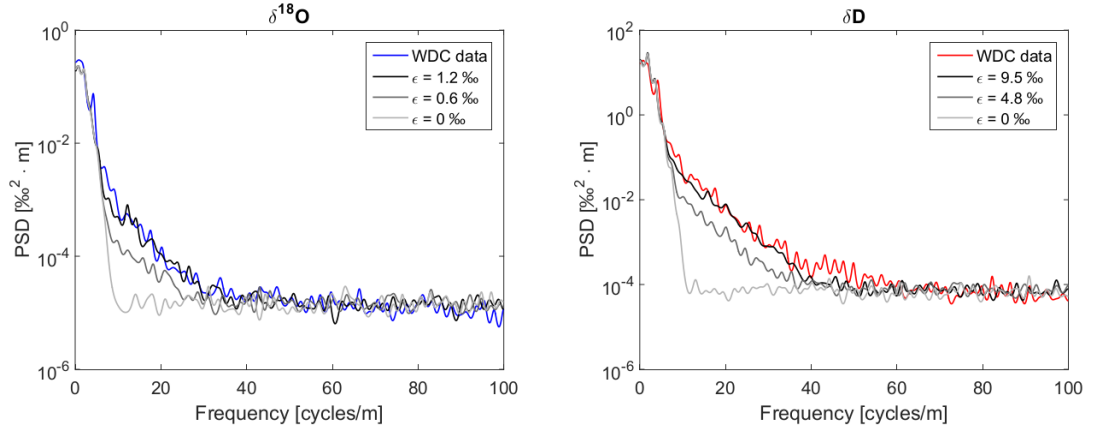 δ¹⁸O
10⁰
10⁻²
10⁻⁴
10⁻⁶
PSD [‰² · m]
WDC data
ϵ = 1.2 ‰
ϵ = 0.6 ‰
ϵ = 0 ‰
0 20 40 60 80 100
Frequency [cycles/m]
δD
10²
10⁰
10⁻²
10⁻⁴
10⁻⁶
PSD [‰² · m]
WDC data
ϵ = 9.5 ‰
ϵ = 4.8 ‰
ϵ = 0 ‰
0 20 40 60 80 100
Frequency [cycles/m]